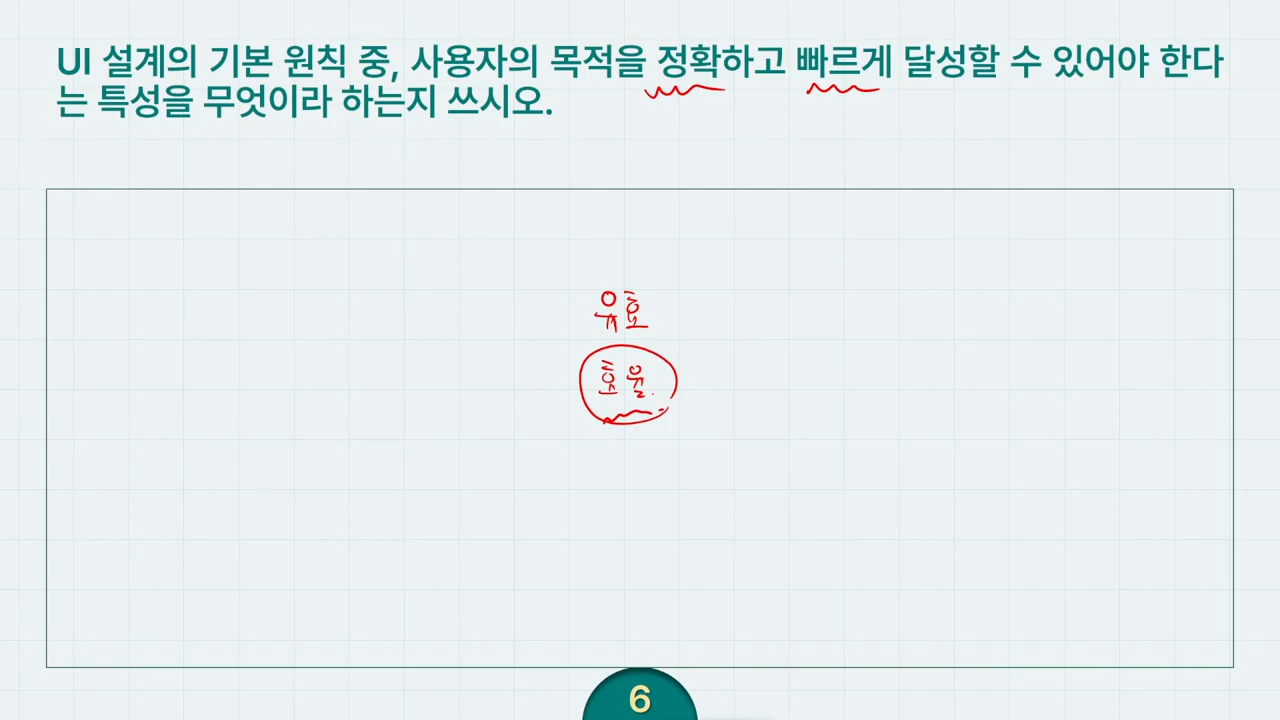 UI 설계의 기본 원칙 중, 사용자의 목적을 정확하고 빠르게 달성할 수 있어야 한다
는 특성을 무엇이라 하는지 쓰시오.
유효
효율.
6